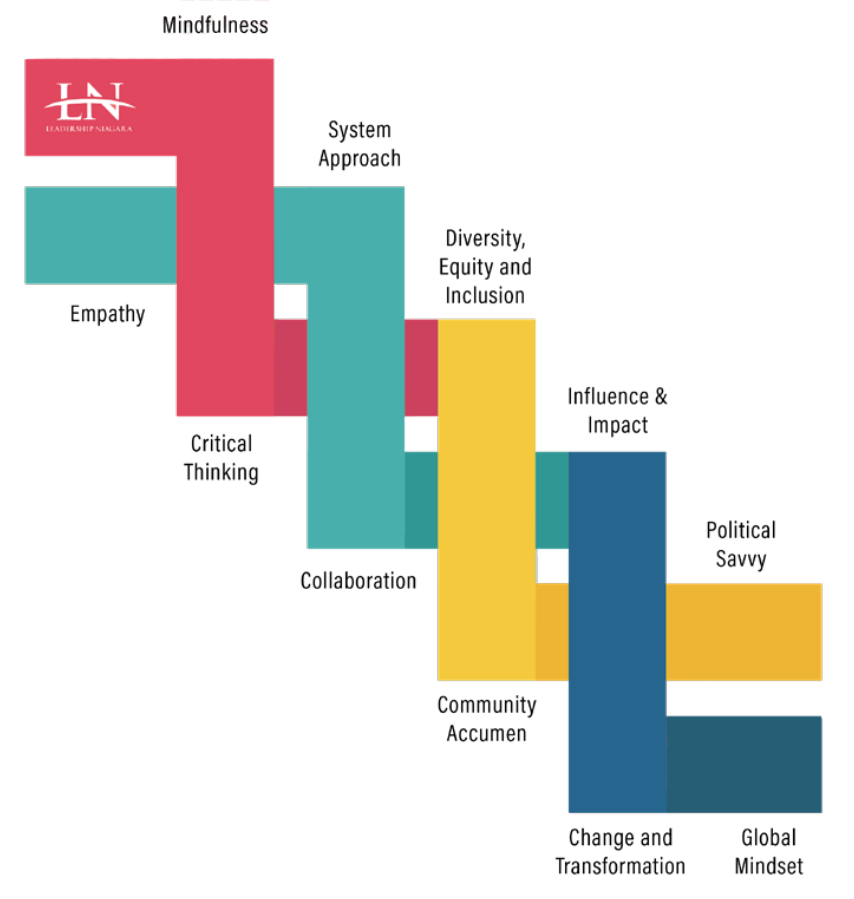 Mindfulness
LN
LEADERSHIP NIAGARA
System
Approach
Diversity,
Equity and
Inclusion
Empathy
Influence &
Impact
Critical
Thinking
Political
Savvy
Collaboration
Community
Accumen
Change and
Transformation
Global
Mindset